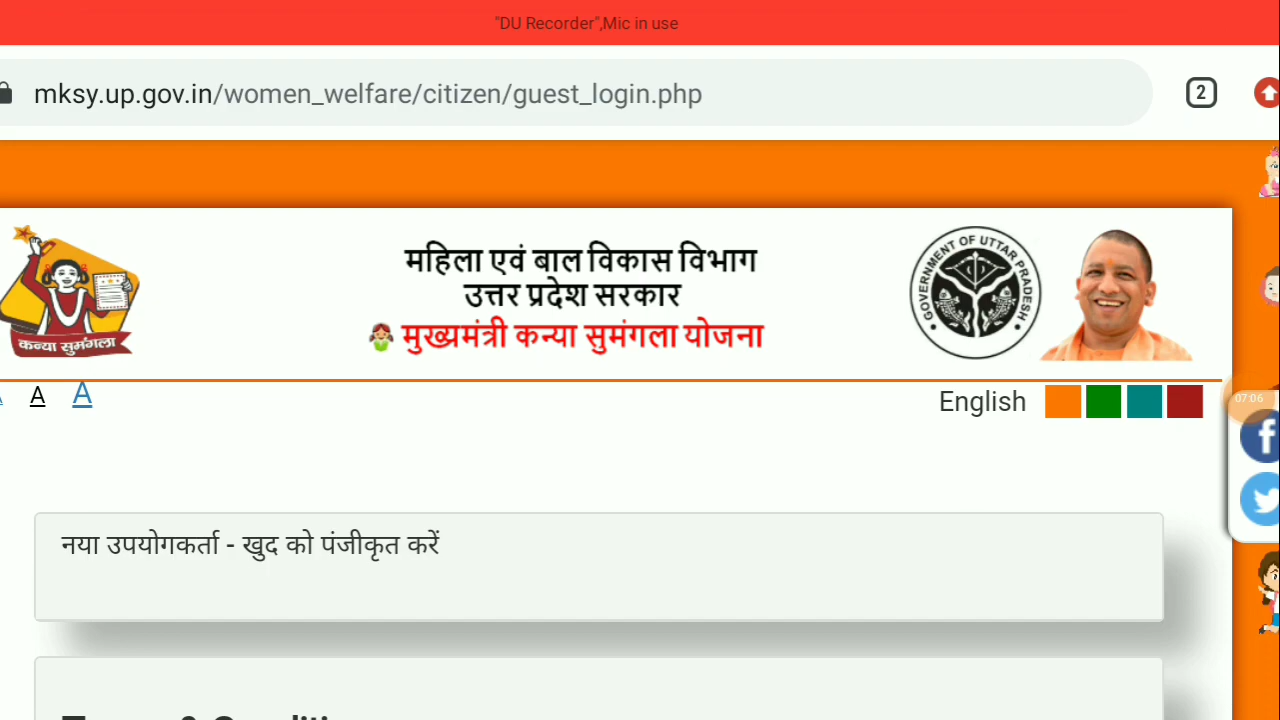 "DU Recorder",Mic in use
mksy.up.gov.in/women_welfare/citizen/guest_login.php
2
कन्या सुमंगला
महिला एवं बाल विकास विभाग
उत्तर प्रदेश सरकार
मुख्यमंत्री कन्या सुमंगला योजना
GOVERNMENT OF UTTAR PRADESH
A A
English
07:06
नया उपयोगकर्ता - खुद को पंजीकृत करें